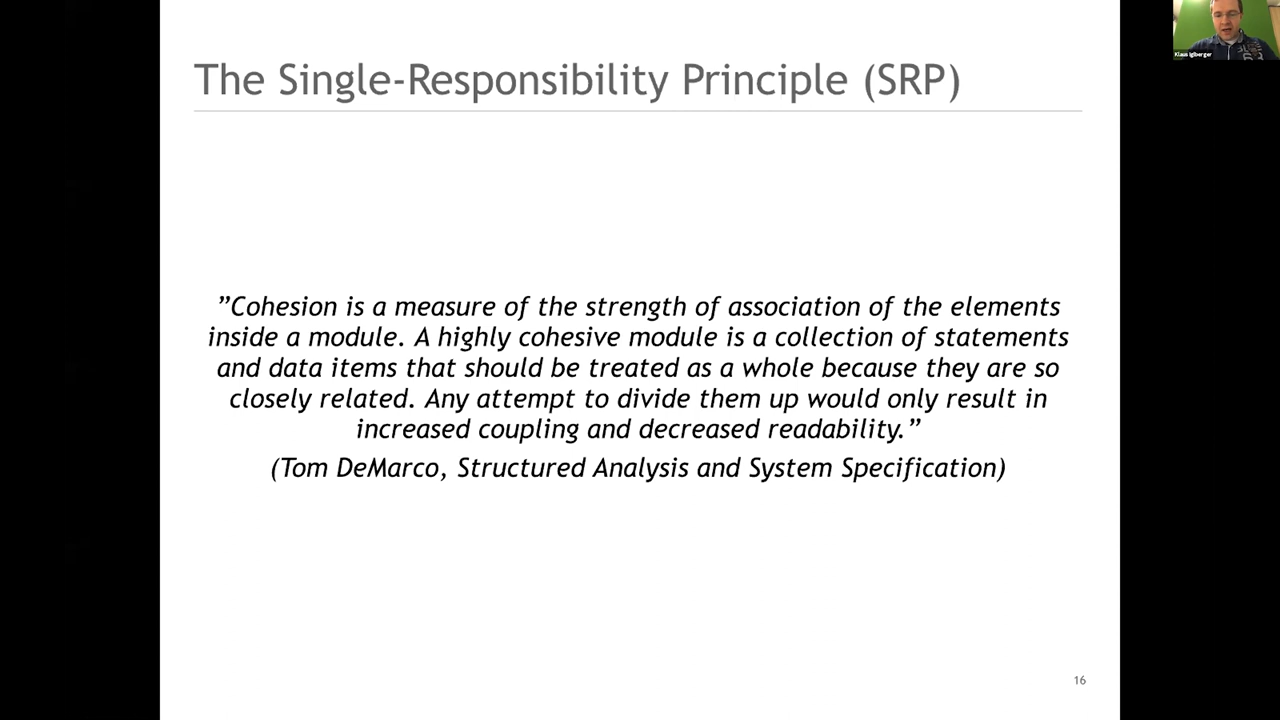 Klaus Iglberger
The Single-Responsibility Principle (SRP)
”Cohesion is a measure of the strength of association of the elements
inside a module. A highly cohesive module is a collection of statements
and data items that should be treated as a whole because they are so
closely related. Any attempt to divide them up would only result in
increased coupling and decreased readability.”
(Tom DeMarco, Structured Analysis and System Specification)
16